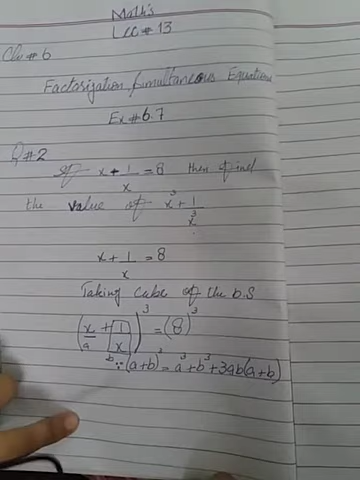 Math's
Lec # 13
Ch # 6
Factorization, Simultaneous Equations
Ex # 6.7
Q # 2
If x + 1/x = 8 then find
the value of x³ + 1/x³
x + 1/x = 8
Taking cube of the b.s
(x + 1/x)³ = (8)³
a b
∵ (a+b)³ = a³+b³+3ab(a+b)